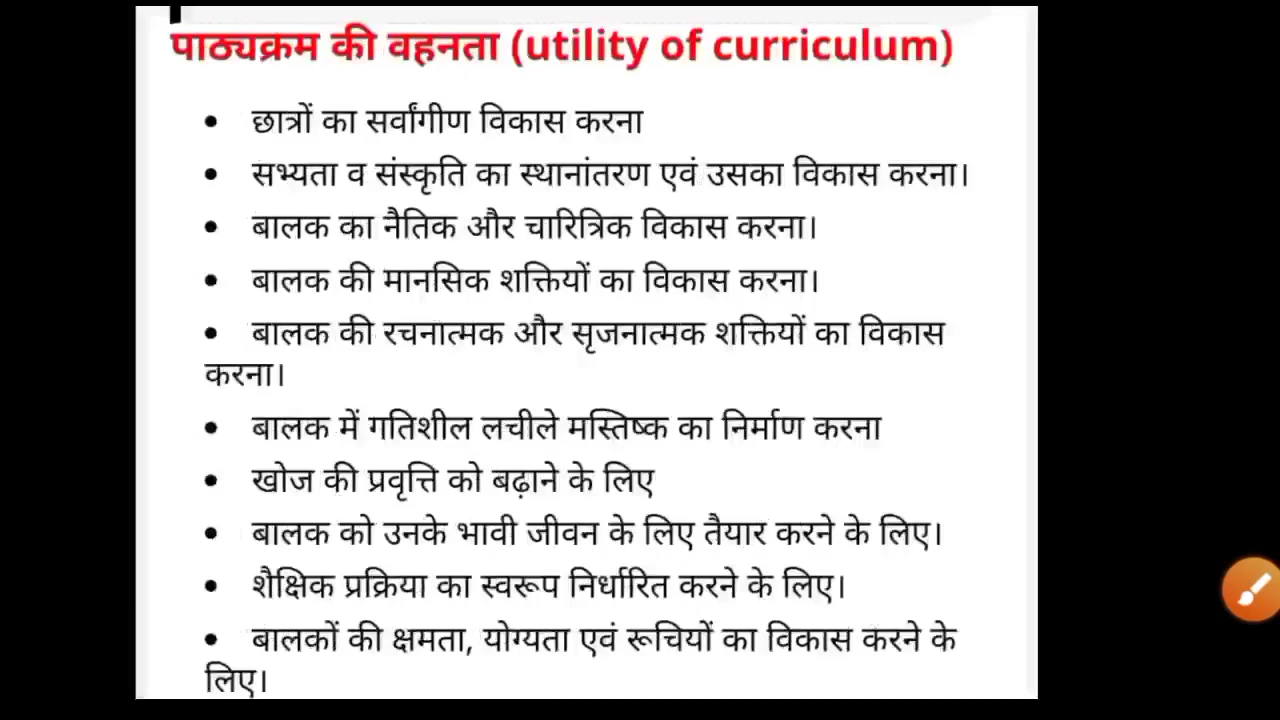 पाठ्यक्रम की वहनता (utility of curriculum)
• छात्रों का सर्वांगीण विकास करना
• सभ्यता व संस्कृति का स्थानांतरण एवं उसका विकास करना।
• बालक का नैतिक और चारित्रिक विकास करना।
• बालक की मानसिक शक्तियों का विकास करना।
• बालक की रचनात्मक और सृजनात्मक शक्तियों का विकास
करना।
• बालक में गतिशील लचीले मस्तिष्क का निर्माण करना
• खोज की प्रवृत्ति को बढ़ाने के लिए
• बालक को उनके भावी जीवन के लिए तैयार करने के लिए।
• शैक्षिक प्रक्रिया का स्वरूप निर्धारित करने के लिए।
• बालकों की क्षमता, योग्यता एवं रूचियों का विकास करने के
लिए।